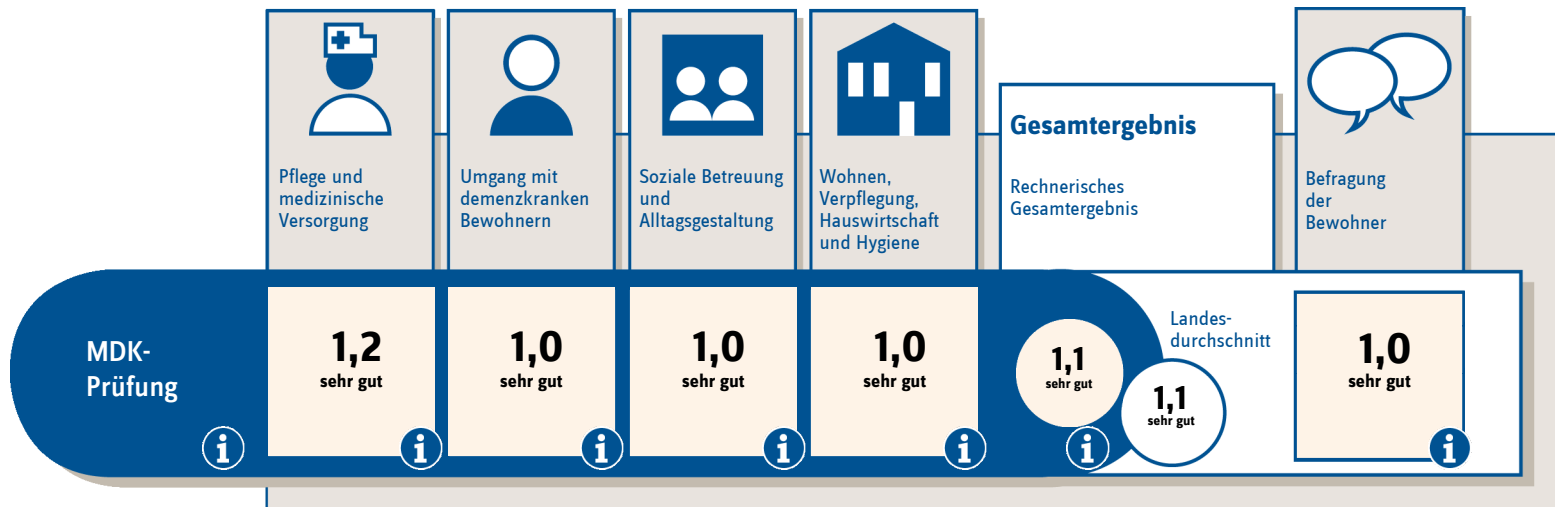 Pflege und
medizinische
Versorgung
Umgang mit
demenzkranken
Bewohnern
Soziale Betreuung
und
Alltagsgestaltung
Wohnen,
Verpflegung,
Hauswirtschaft
und Hygiene
Gesamtergebnis
Rechnerisches
Gesamtergebnis
Befragung
der
Bewohner
MDK-
Prüfung
i
1,2
sehr gut
i
1,0
sehr gut
i
1,0
sehr gut
i
1,0
sehr gut
i
1,1
sehr gut
i
Landes-
durchschnitt
1,1
sehr gut
1,0
sehr gut
i